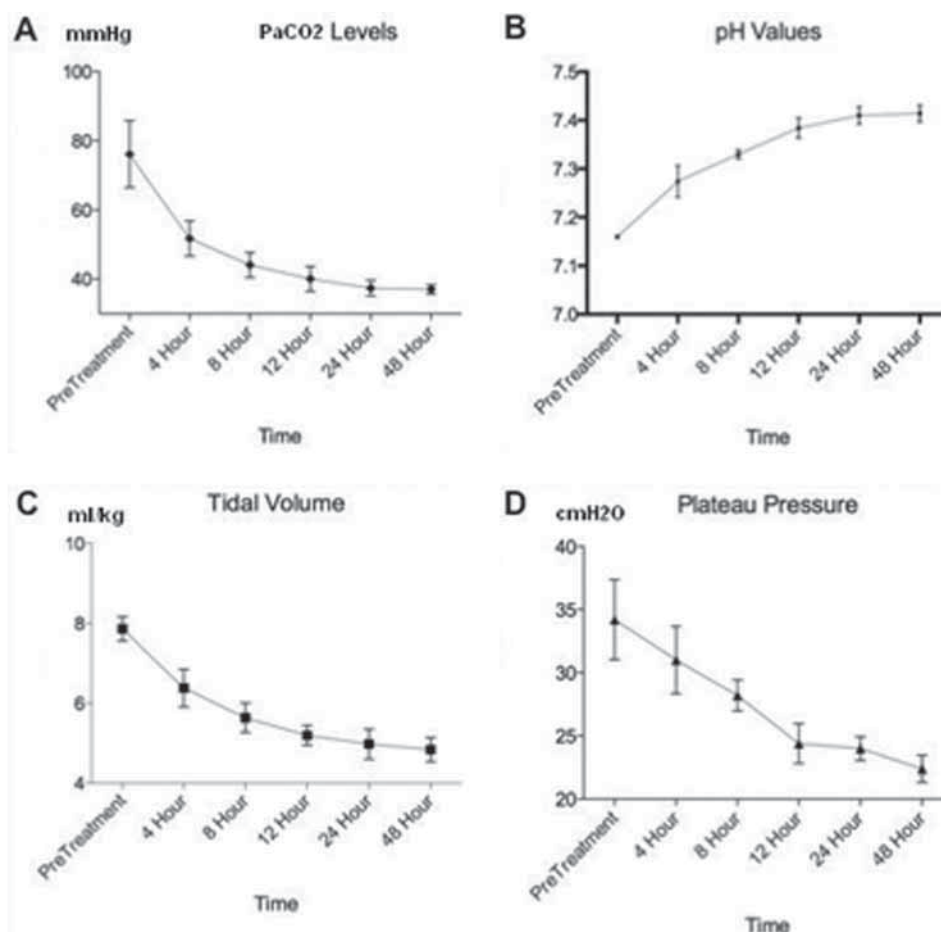 A mmHg PaCO2 Levels
100
80
60
40
PreTreatment
4 Hour
8 Hour
12 Hour
24 Hour
48 Hour
Time
B pH Values
7.5
7.4
7.3
7.2
7.1
7.0
PreTreatment
4 Hour
8 Hour
12 Hour
24 Hour
48 Hour
Time
C ml/kg Tidal Volume
10
8
6
4
PreTreatment
4 Hour
8 Hour
12 Hour
24 Hour
48 Hour
Time
D cmH2O Plateau Pressure
40
35
30
25
20
PreTreatment
4 Hour
8 Hour
12 Hour
24 Hour
48 Hour
Time